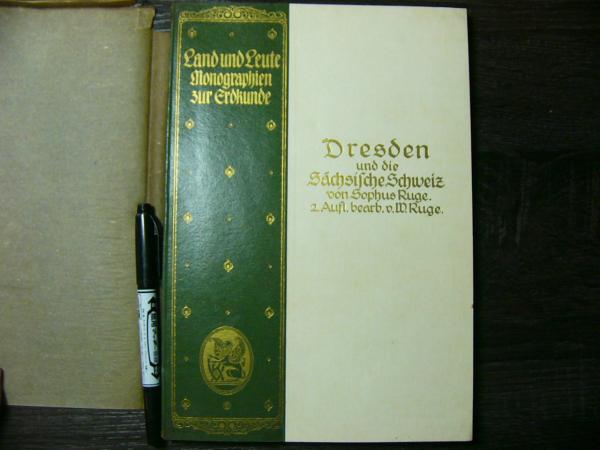 Land und Leute
Monographien
zur Erdkunde
Dresden
und die
Sächsische Schweiz
von Sophus Ruge.
2. Aufl. bearb. v. W. Ruge.